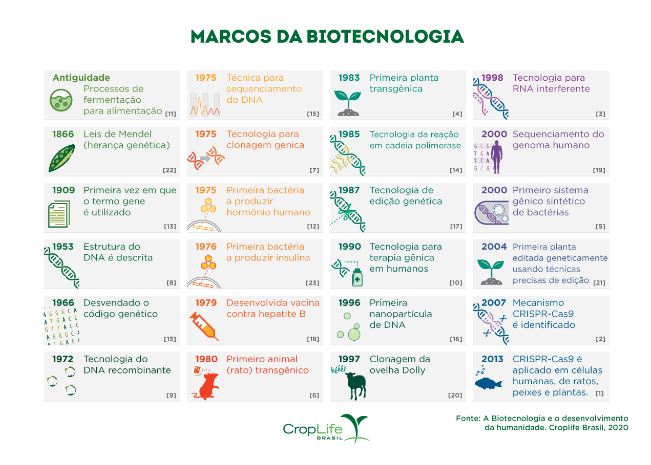 MARCOS DA BIOTECNOLOGIA
Antiguidade
Processos de
fermentação
para alimentação [11]
1866 Leis de Mendel
(herança genética)
[22]
1909 Primeira vez em que
o termo gene
é utilizado
[13]
1953 Estrutura do
DNA é descrita
[8]
1966 Desvendado o
código genético
[15]
1972 Tecnologia do
DNA recombinante
[9]
1975 Técnica para
sequenciamento
do DNA
[15]
1975 Tecnologia para
clonagem genica
[7]
1975 Primeira bactéria
a produzir
hormônio humano
[12]
1976 Primeira bactéria
a produzir insulina
[23]
1979 Desenvolvida vacina
contra hepatite B
[18]
1980 Primeiro animal
(rato) transgênico
[6]
1983 Primeira planta
transgênica
[4]
1985 Tecnologia da reação
em cadeia polimerase
[14]
1987 Tecnologia de
edição genética
[17]
1990 Tecnologia para
terapia gênica
em humanos
[10]
1996 Primeira
nanopartícula
de DNA
[16]
1997 Clonagem da
ovelha Dolly
[20]
1998 Tecnologia para
RNA interferente
[3]
2000 Sequenciamento do
genoma humano
[19]
2000 Primeiro sistema
gênico sintético
de bactérias
[5]
2004 Primeira planta
editada geneticamente
usando técnicas
precisas de edição [21]
2007 Mecanismo
CRISPR-Cas9
é identificado
[2]
2013 CRISPR-Cas9 é
aplicado em células
humanas, de ratos,
peixes e plantas. [1]
CropLife
BRASIL
Fonte: A Biotecnologia e o desenvolvimento
da humanidade. Croplife Brasil, 2020